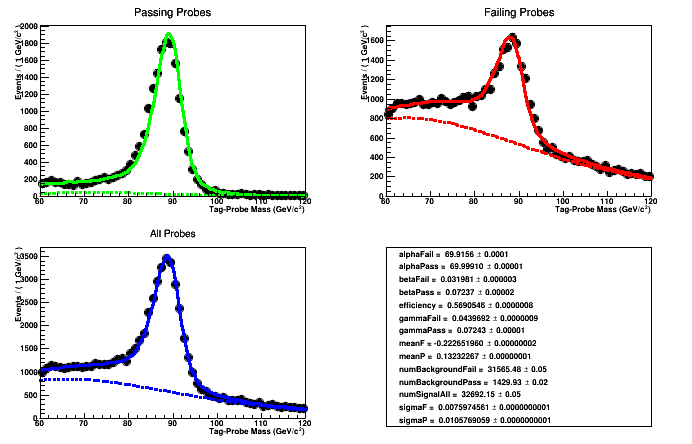 Passing Probes
Events / ( 1 GeV/c² )
2000
1800
1600
1400
1200
1000
800
600
400
200
0
60 70 80 90 100 110 120
Tag-Probe Mass (GeV/c²)
Failing Probes
Events / ( 1 GeV/c² )
1600
1400
1200
1000
800
600
400
200
60 70 80 90 100 110 120
Tag-Probe Mass (GeV/c²)
All Probes
Events / ( 1 GeV/c² )
3500
3000
2500
2000
1500
1000
500
0
60 70 80 90 100 110 120
Tag-Probe Mass (GeV/c²)
alphaFail = 69.9156 ± 0.0001
alphaPass = 69.99910 ± 0.00001
betaFail = 0.031981 ± 0.000003
betaPass = 0.07237 ± 0.00002
efficiency = 0.5690546 ± 0.0000008
gammaFail = 0.0439692 ± 0.0000009
gammaPass = 0.07243 ± 0.00001
meanF = -0.222651960 ± 0.00000002
meanP = 0.13232267 ± 0.00000001
numBackgroundFail = 31565.48 ± 0.05
numBackgroundPass = 1429.93 ± 0.02
numSignalAll = 32692.15 ± 0.05
sigmaF = 0.0075974561 ± 0.0000000001
sigmaP = 0.0105769059 ± 0.0000000001